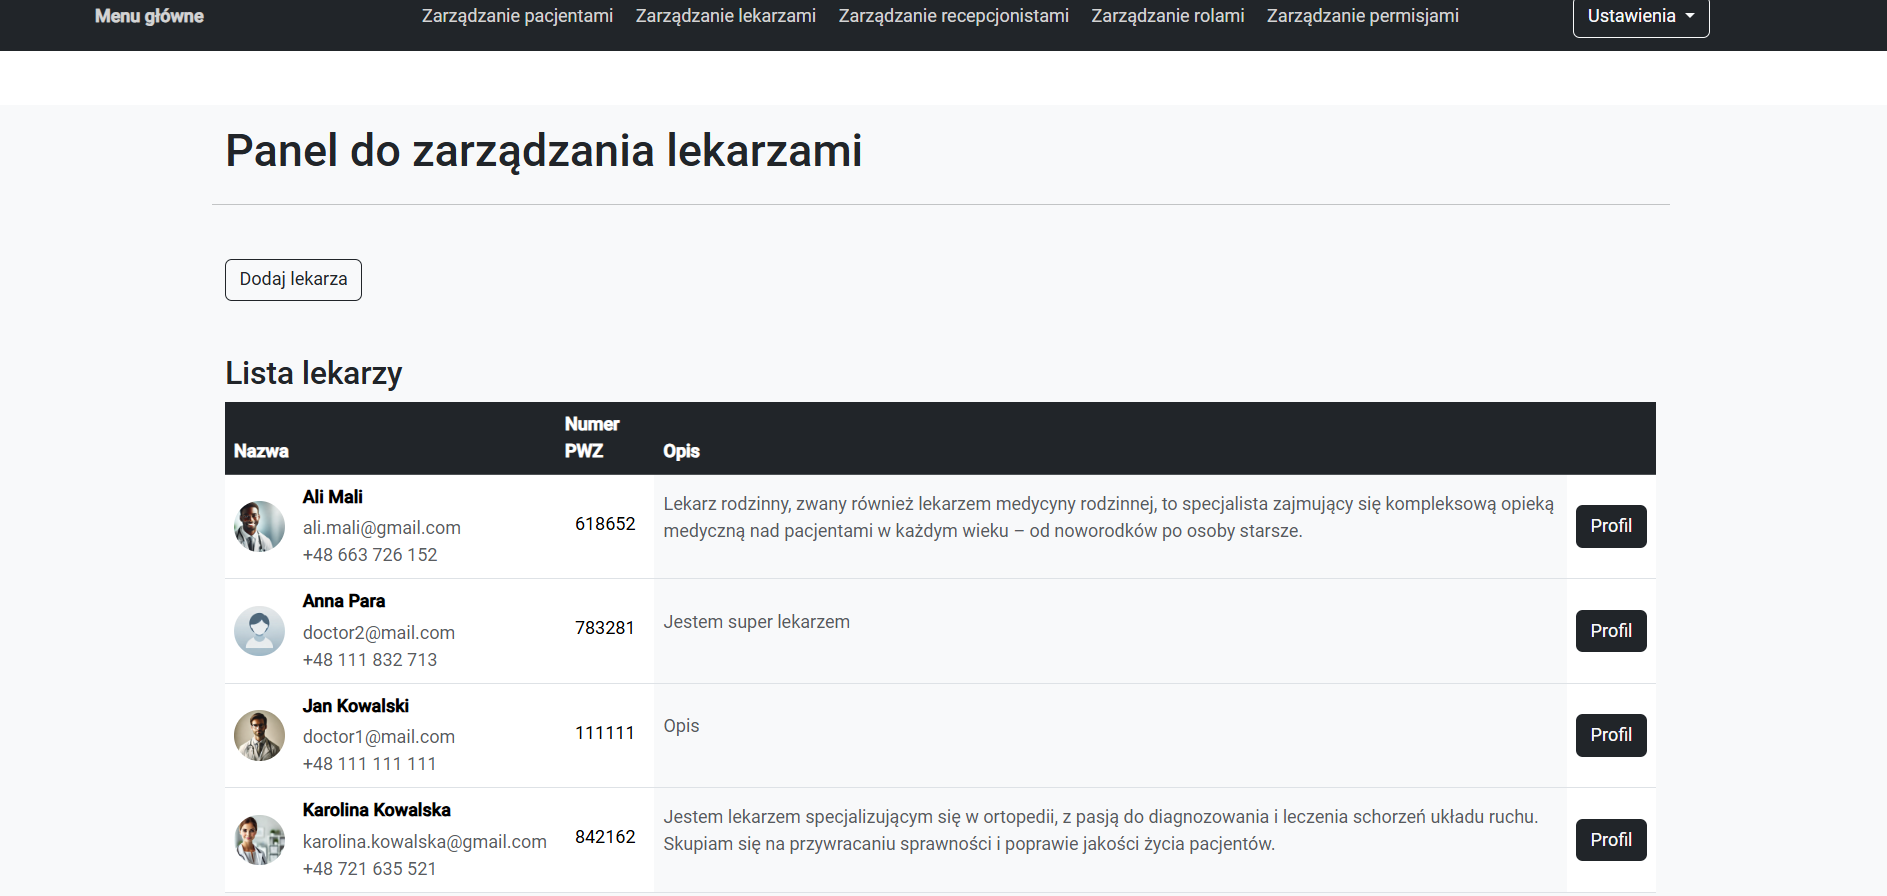 Menu główne
Zarządzanie pacjentami
Zarządzanie lekarzami
Zarządzanie recepcjonistami
Zarządzanie rolami
Zarządzanie permisjami
Ustawienia
Panel do zarządzania lekarzami
Dodaj lekarza
Lista lekarzy
Nazwa
Numer
PWZ
Opis
Ali Mali
ali.mali@gmail.com
+48 663 726 152
618652
Lekarz rodzinny, zwany również lekarzem medycyny rodzinnej, to specjalista zajmujący się kompleksową opieką
medyczną nad pacjentami w każdym wieku – od noworodków po osoby starsze.
Profil
Anna Para
doctor2@mail.com
+48 111 832 713
783281
Jestem super lekarzem
Profil
Jan Kowalski
doctor1@mail.com
+48 111 111 111
111111
Opis
Profil
Karolina Kowalska
karolina.kowalska@gmail.com
+48 721 635 521
842162
Jestem lekarzem specjalizującym się w ortopedii, z pasją do diagnozowania i leczenia schorzeń układu ruchu.
Skupiam się na przywracaniu sprawności i poprawie jakości życia pacjentów.
Profil